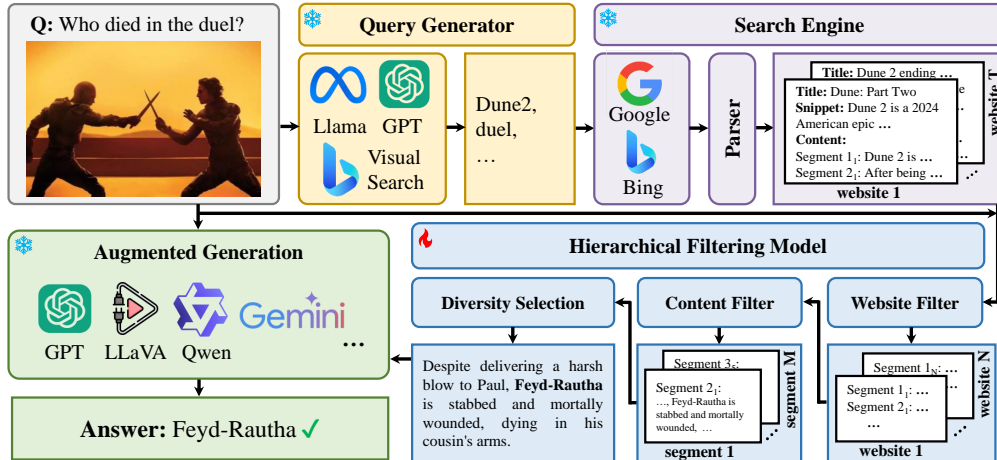 Q: Who died in the duel?
Query Generator
Llama GPT
Visual
Search
Dune2,
duel,
…
Search Engine
Google
Bing
Parser
Title: Dune 2 ending …
Title: Dune: Part Two
Snippet: Dune 2 is a 2024
American epic …
Content:
Segment 1₁: Dune 2 is …
Segment 2₁: After being …
website 1
website T
Augmented Generation
GPT LLaVA Qwen
Gemini
…
Answer: Feyd-Rautha ✓
Hierarchical Filtering Model
Diversity Selection
Despite delivering a harsh
blow to Paul, Feyd-Rautha
is stabbed and mortally
wounded, dying in his
cousin's arms.
Content Filter
Segment 3₅:
Segment 2₁:
…, Feyd-Rautha is
stabbed and mortally
wounded, …
segment 1
segment M
Website Filter
Segment 1N: …
Segment 1₁: …
Segment 2₁: …
…
website 1
website N